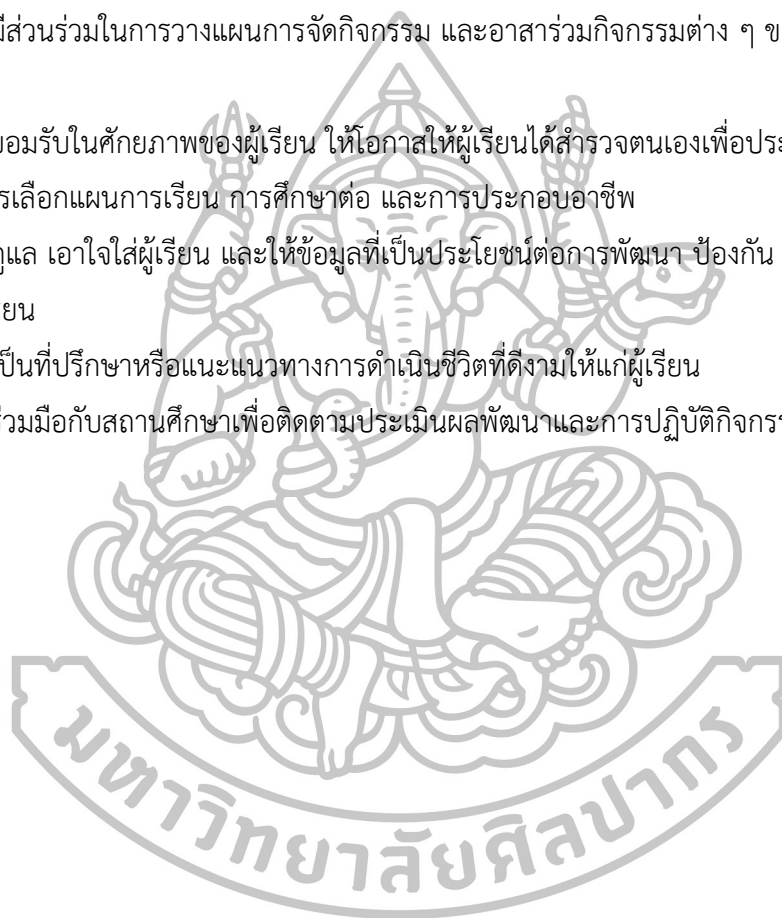 มีส่วนร่วมในการวางแผนการจัดกิจกรรม และอาสาร่วมกิจกรรมต่าง ๆ ข
ยอมรับในศักยภาพของผู้เรียน ให้โอกาสให้ผู้เรียนได้สำรวจตนเองเพื่อประ
รเลือกแผนการเรียน การศึกษาต่อ และการประกอบอาชีพ
ดูแล เอาใจใส่ผู้เรียน และให้ข้อมูลที่เป็นประโยชน์ต่อการพัฒนา ป้องกัน
ยน
เป็นที่ปรึกษาหรือแนะแนวทางการดำเนินชีวิตที่ดีงามให้แก่ผู้เรียน
ร่วมมือกับสถานศึกษาเพื่อติดตามประเมินผลพัฒนาและการปฏิบัติกิจกรร
มหาวิทยาลัยศิลปากร